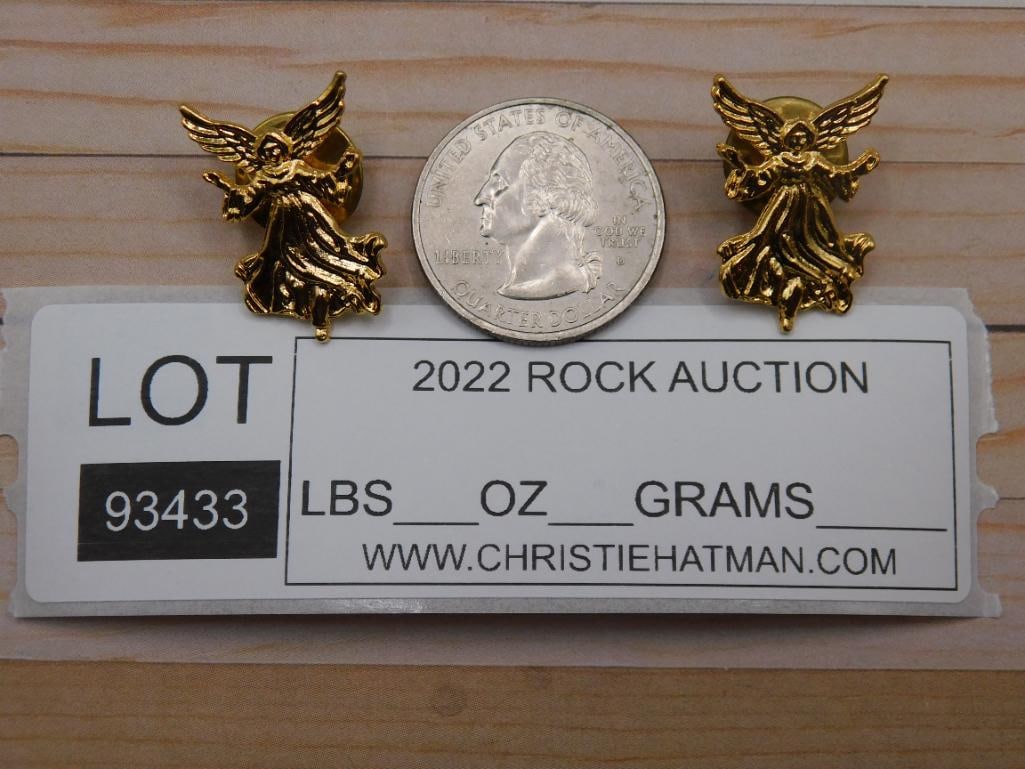 UNITED STATES OF AMERICA
LIBERTY
IN
GOD WE
TRUST
D
QUARTER DOLLAR
LOT
93433
2022 ROCK AUCTION
LBS___OZ___GRAMS_____
WWW.CHRISTIEHATMAN.COM